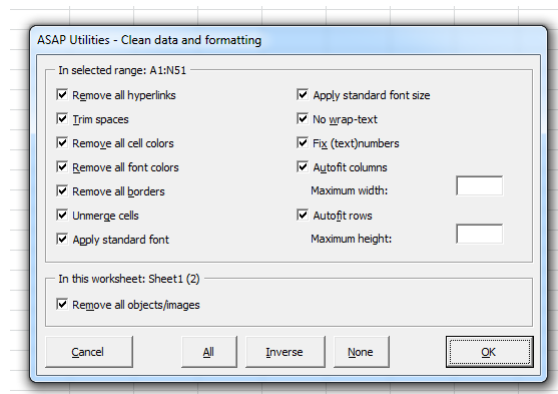 ASAP Utilities - Clean data and formatting
In selected range: A1:N51
Remove all hyperlinks
Trim spaces
Remove all cell colors
Remove all font colors
Remove all borders
Unmerge cells
Apply standard font
Apply standard font size
No wrap-text
Fix (text)numbers
Autofit columns
Maximum width:
Autofit rows
Maximum height:
In this worksheet: Sheet1 (2)
Remove all objects/images
Cancel All Inverse None OK